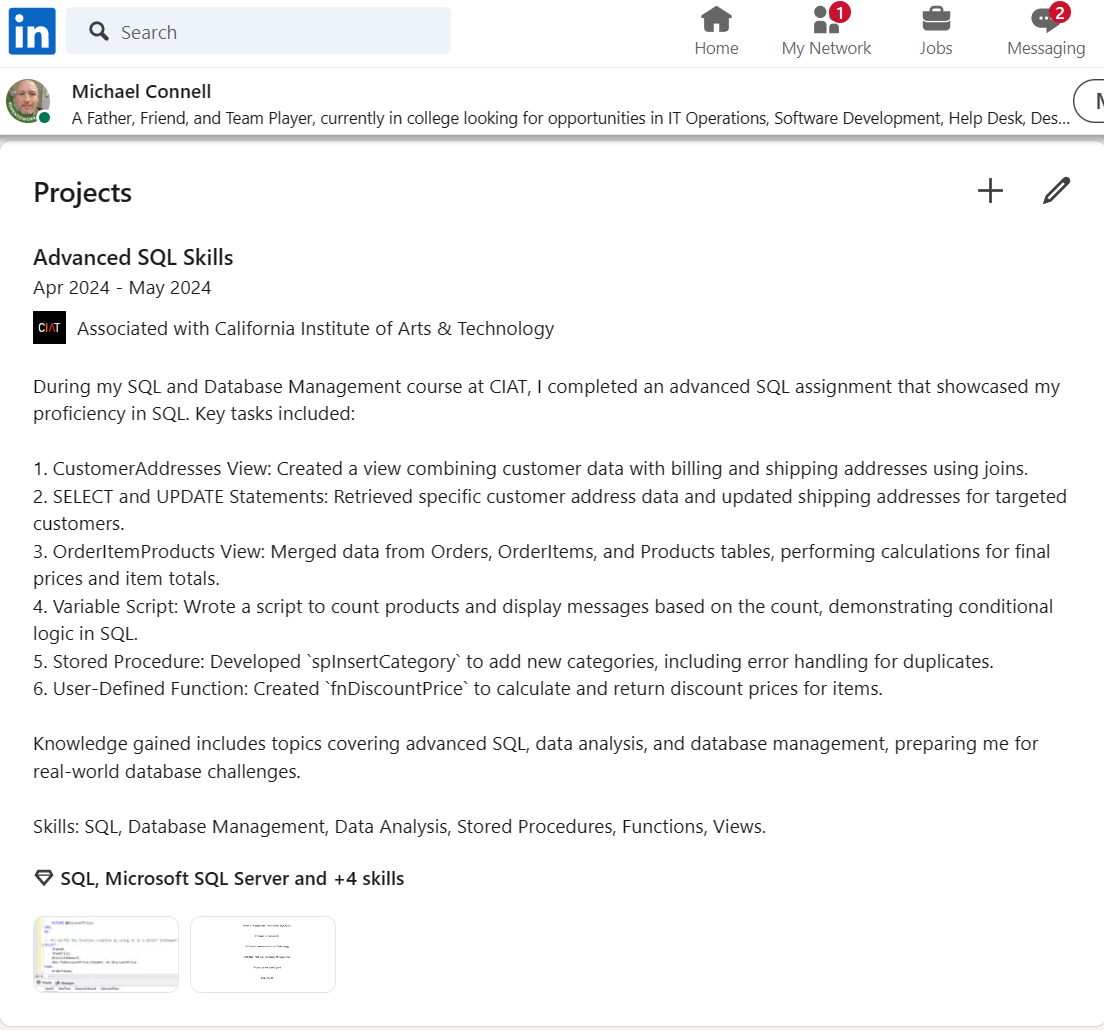 in
Search
1
2
Home
My Network
Jobs
Messaging
Michael Connell
A Father, Friend, and Team Player, currently in college looking for opportunities in IT Operations, Software Development, Help Desk, Des...
Projects
Advanced SQL Skills
Apr 2024 - May 2024
CIAT
Associated with California Institute of Arts & Technology
During my SQL and Database Management course at CIAT, I completed an advanced SQL assignment that showcased my
proficiency in SQL. Key tasks included:
1. CustomerAddresses View: Created a view combining customer data with billing and shipping addresses using joins.
2. SELECT and UPDATE Statements: Retrieved specific customer address data and updated shipping addresses for targeted
customers.
3. OrderItemProducts View: Merged data from Orders, OrderItems, and Products tables, performing calculations for final
prices and item totals.
4. Variable Script: Wrote a script to count products and display messages based on the count, demonstrating conditional
logic in SQL.
5. Stored Procedure: Developed `spInsertCategory` to add new categories, including error handling for duplicates.
6. User-Defined Function: Created `fnDiscountPrice` to calculate and return discount prices for items.
Knowledge gained includes topics covering advanced SQL, data analysis, and database management, preparing me for
real-world database challenges.
Skills: SQL, Database Management, Data Analysis, Stored Procedures, Functions, Views.
SQL, Microsoft SQL Server and +4 skills